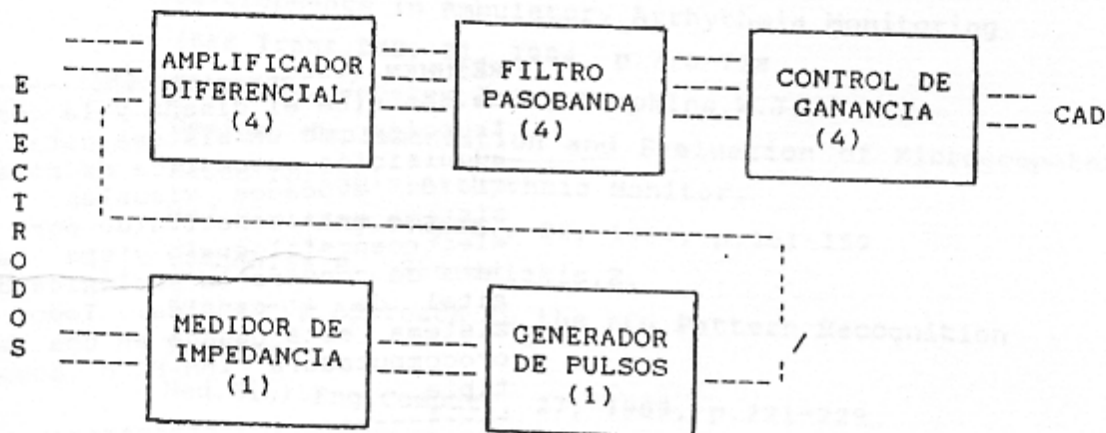 ELECTRODOS
AMPLIFICADOR
DIFERENCIAL
(4)
FILTRO
PASOBANDA
(4)
CONTROL DE
GANANCIA
(4)
CAD
MEDIDOR DE
IMPEDANCIA
(1)
GENERADOR
DE PULSOS
(1)